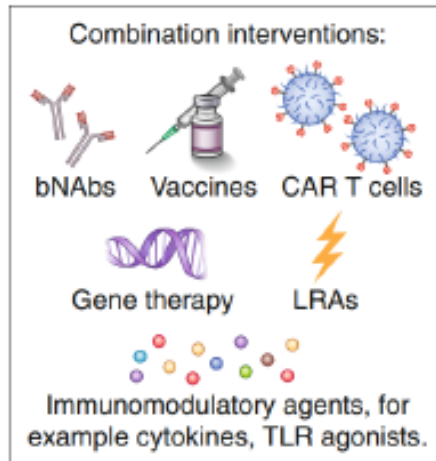 Combination interventions:
bNAbs Vaccines CAR T cells
Gene therapy LRAs
Immunomodulatory agents, for
example cytokines, TLR agonists.